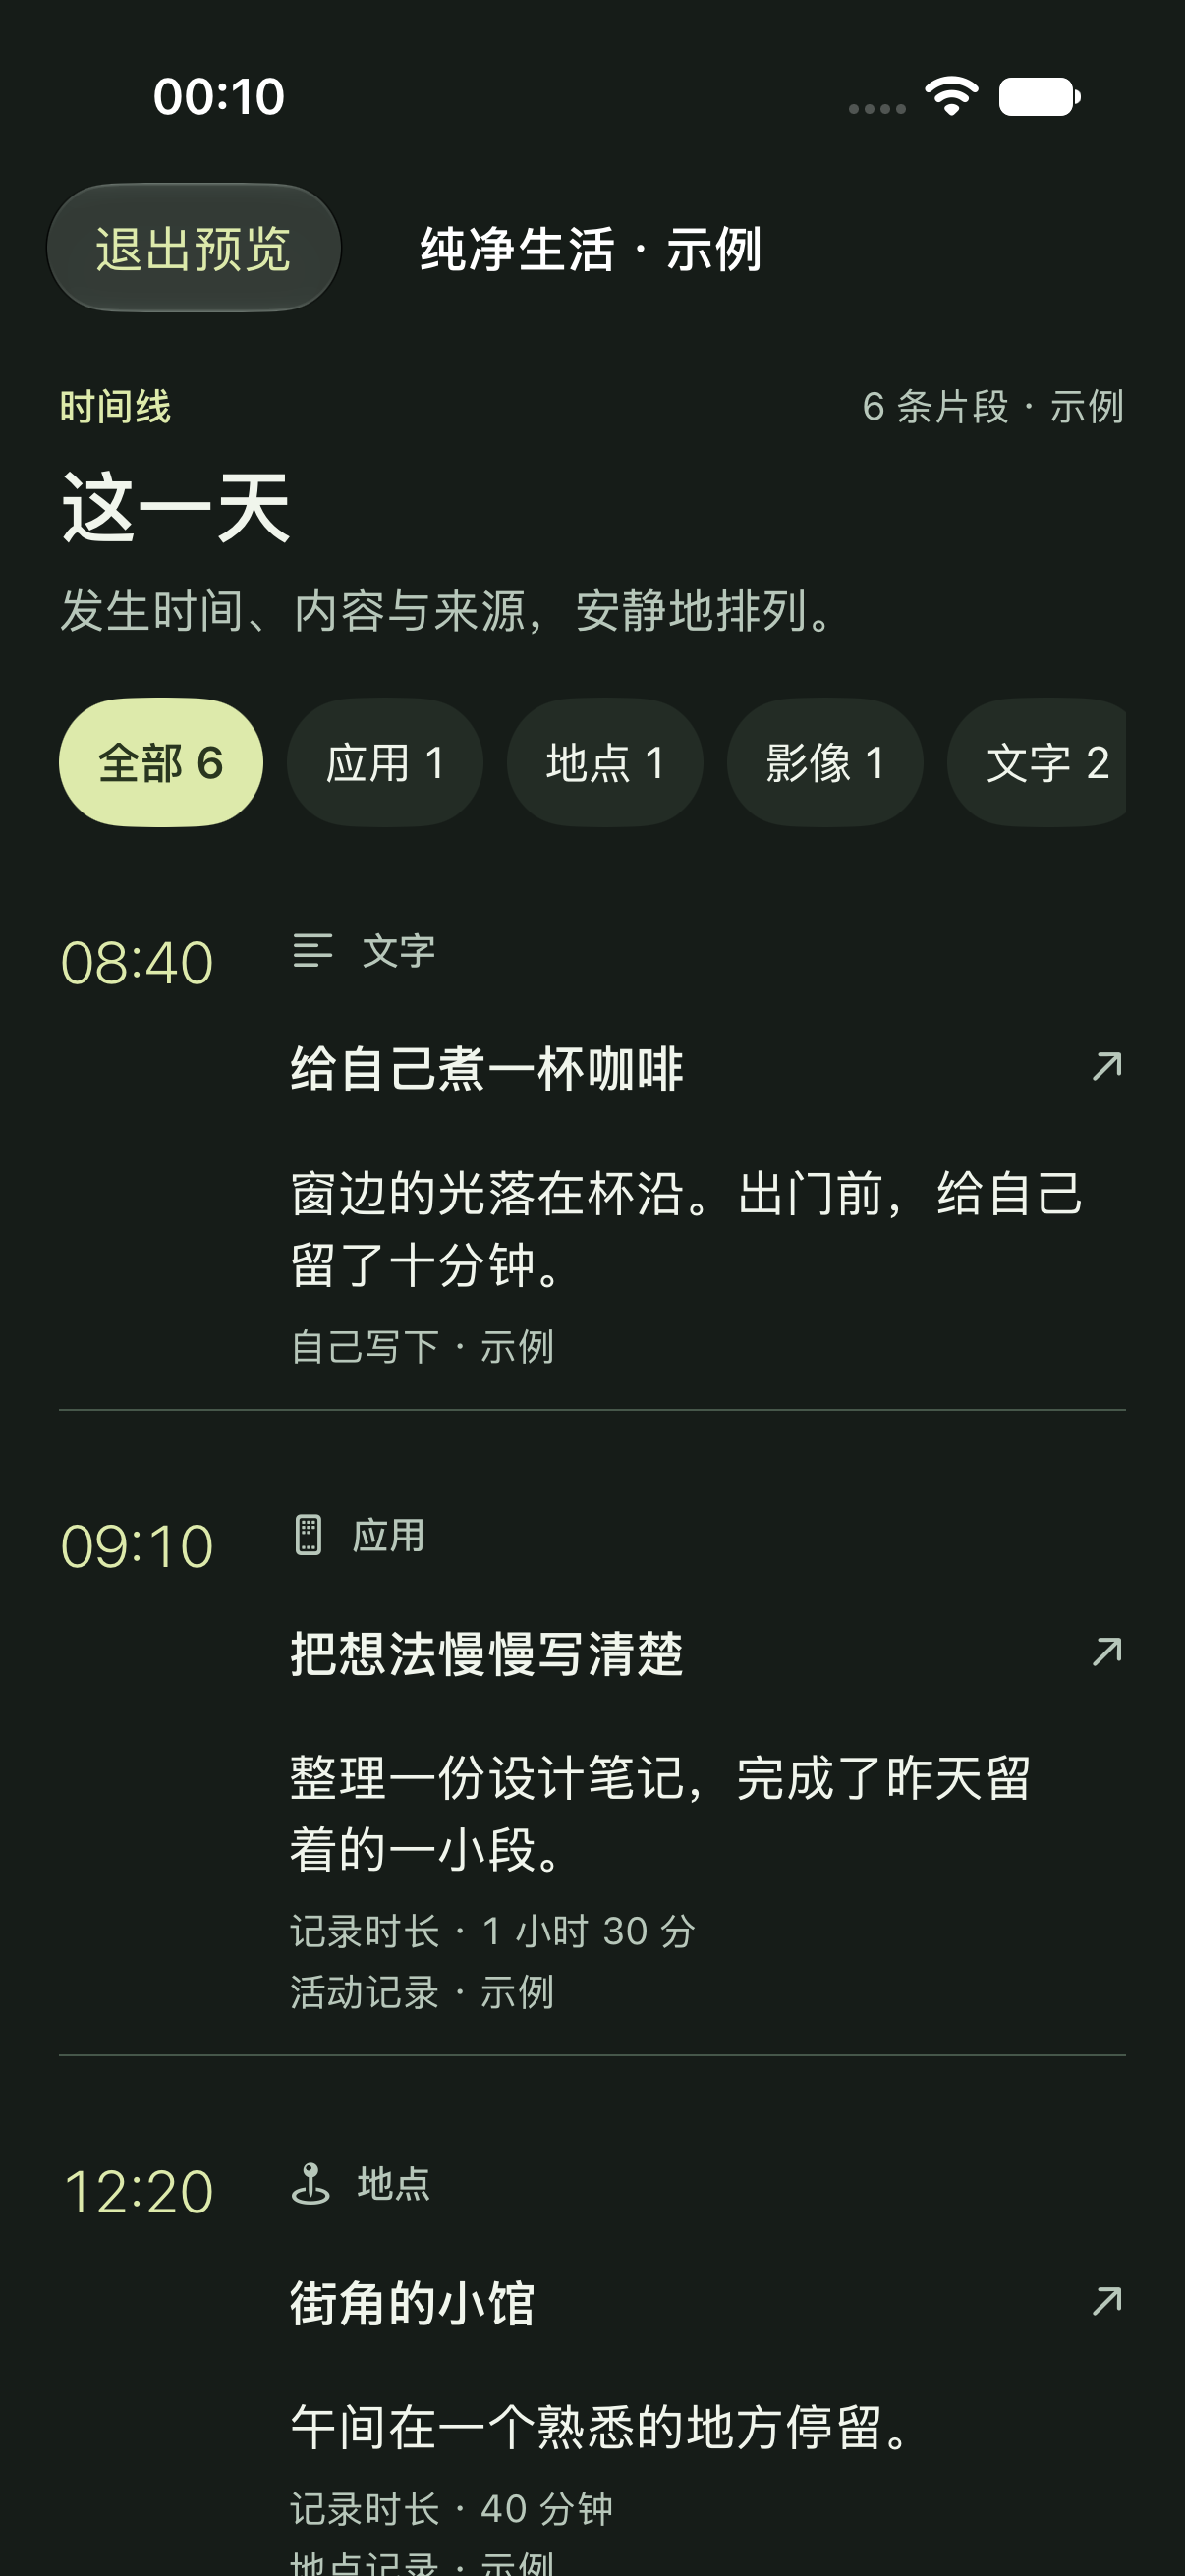 00:10
退出预览
纯净生活 · 示例
时间线
6 条片段 · 示例
这一天
发生时间、内容与来源，安静地排列。
全部 6
应用 1
地点 1
影像 1
文字 2
08:40
文字
给自己煮一杯咖啡
窗边的光落在杯沿。出门前，给自己
留了十分钟。
自己写下 · 示例
09:10
应用
把想法慢慢写清楚
整理一份设计笔记，完成了昨天留
着的一小段。
记录时长 · 1 小时 30 分
活动记录 · 示例
12:20
地点
街角的小馆
午间在一个熟悉的地方停留。
记录时长 · 40 分钟
地点记录 · 示例